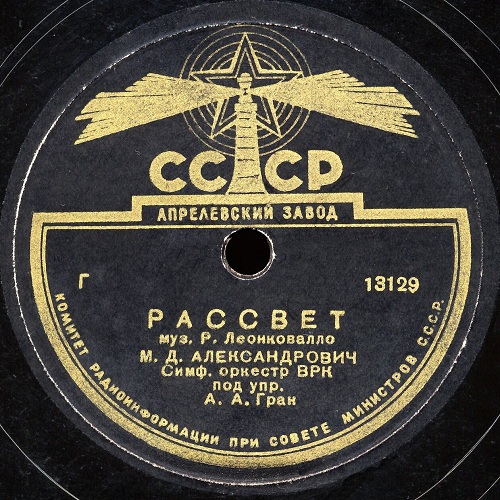 СССР
АПРЕЛЕВСКИЙ ЗАВОД
Г 13129
РАССВЕТ
муз. Р. Леонковалло
М. Д. АЛЕКСАНДРОВИЧ
Симф. оркестр ВРК
под упр.
А. А. Гран
КОМИТЕТ РАДИОИНФОРМАЦИИ ПРИ СОВЕТЕ МИНИСТРОВ С.С.С.Р.